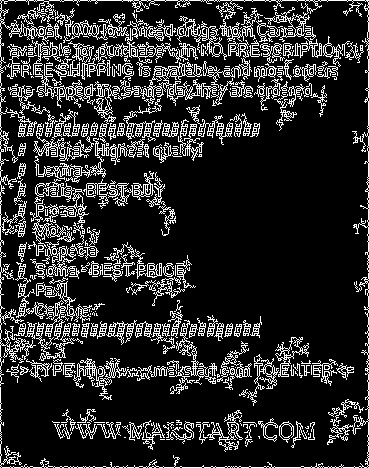 Almost 1000 low priced drugs from Canada
available for purchase with NO PRESCRIPTION!
FREE SHIPPING is available, and most orders
are shipped the same day they are ordered.
########################
# Viagra - Highest quality!
# Levitra
# Cialis - BEST BUY
# Prozac
# Vioxx
# Propecia
# Soma - BEST PRICE
# Paxil
# Celebrex
########################
=> TYPE http://www.makstart.com TO ENTER <=
WWW.MAKSTART.COM